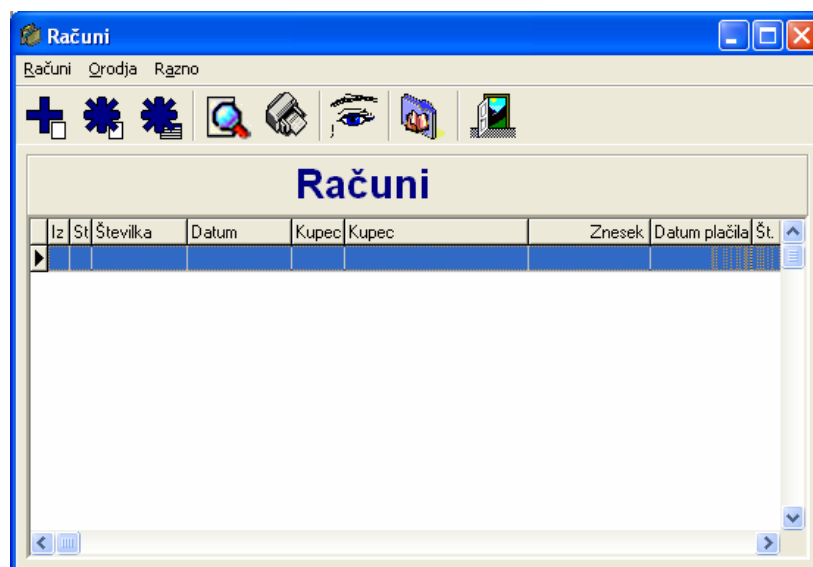 Računi
Računi Orodja Razno
Računi
Iz St Številka Datum Kupec Kupec Znesek Datum plačila Št.